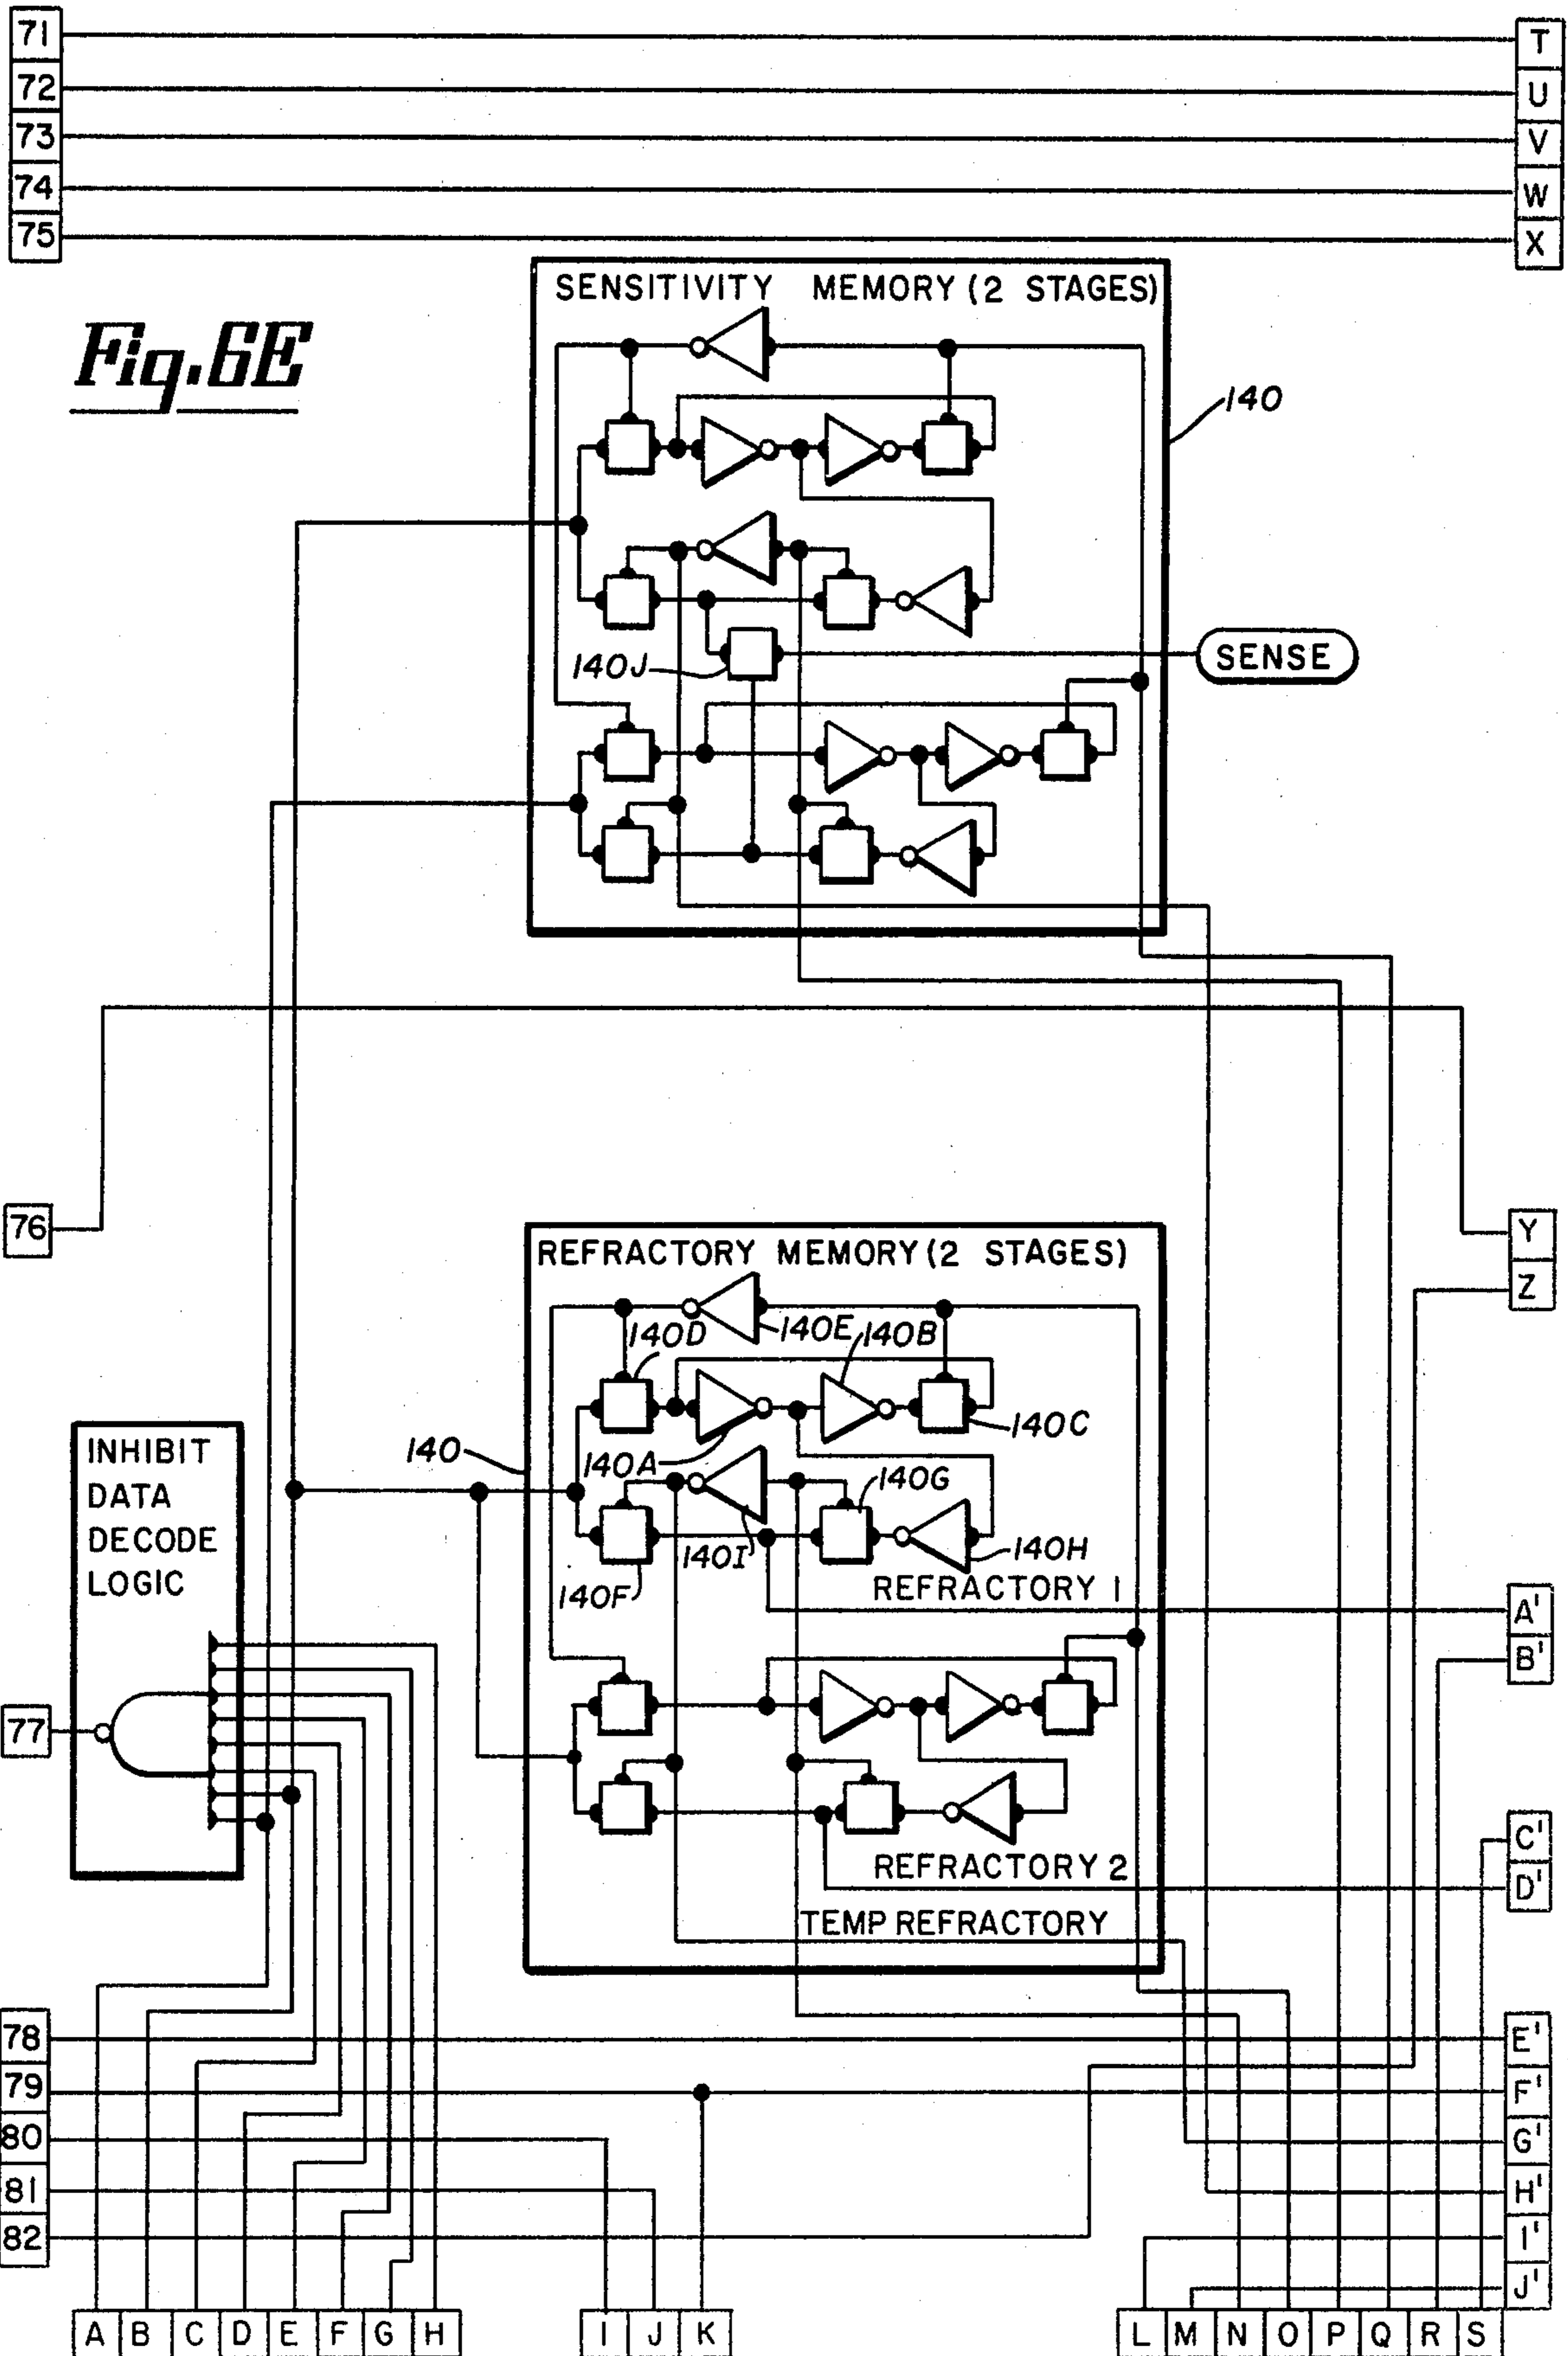 71
T
72
U
73
V
74
W
75
X
Fig. 6E
SENSITIVITY MEMORY (2 STAGES)
140
140J
SENSE
76
Y
Z
REFRACTORY MEMORY (2 STAGES)
140D
140E
140B
140C
140
140A
140G
140I
140H
140F
REFRACTORY 1
INHIBIT
DATA
DECODE
LOGIC
A'
B'
77
C'
D'
REFRACTORY 2
TEMP REFRACTORY
78
E'
79
F'
80
G'
81
H'
82
I'
J'
A B C D E F G H I J K L M N O P Q R S